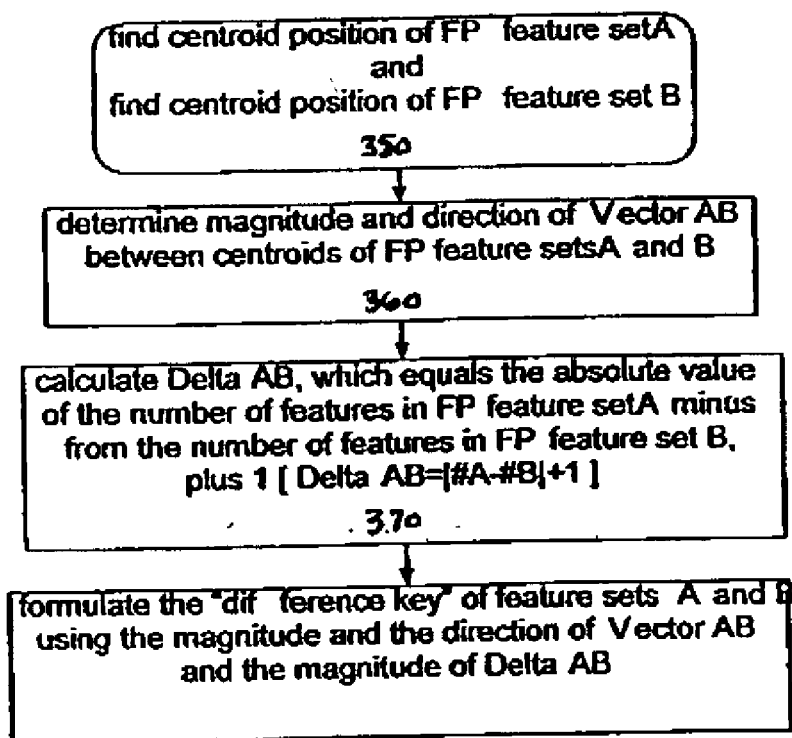 find centroid position of FP feature setA
and
find centroid position of FP feature set B
350
determine magnitude and direction of Vector AB
between centroids of FP feature setsA and B
360
calculate Delta AB, which equals the absolute value
of the number of features in FP feature setA minus
from the number of features in FP feature set B,
plus 1 [ Delta AB=|#A-#B|+1 ]
370
formulate the "dif ference key" of feature sets A and B
using the magnitude and the direction of Vector AB
and the magnitude of Delta AB